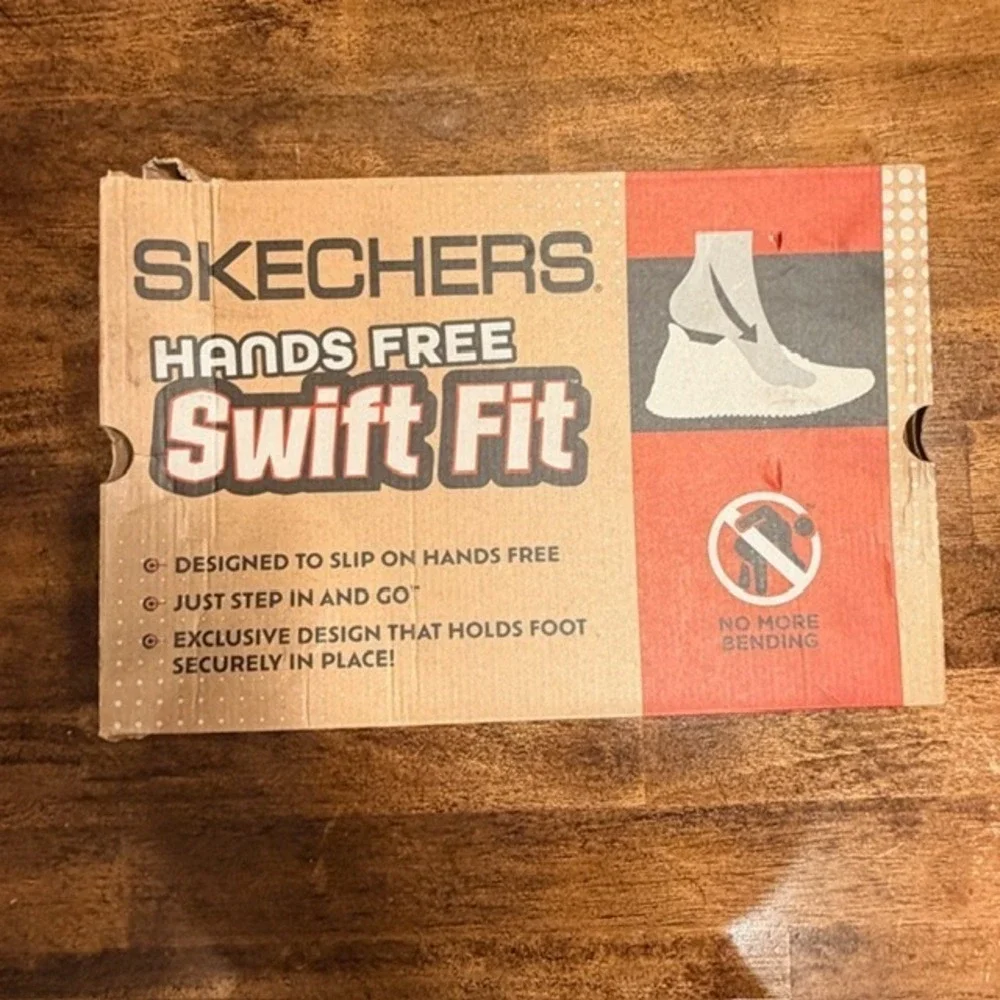 SKECHERS.
HANDS FREE
Swift Fit™
DESIGNED TO SLIP ON HANDS FREE
JUST STEP IN AND GO™
EXCLUSIVE DESIGN THAT HOLDS FOOT
SECURELY IN PLACE!
NO MORE
BENDING